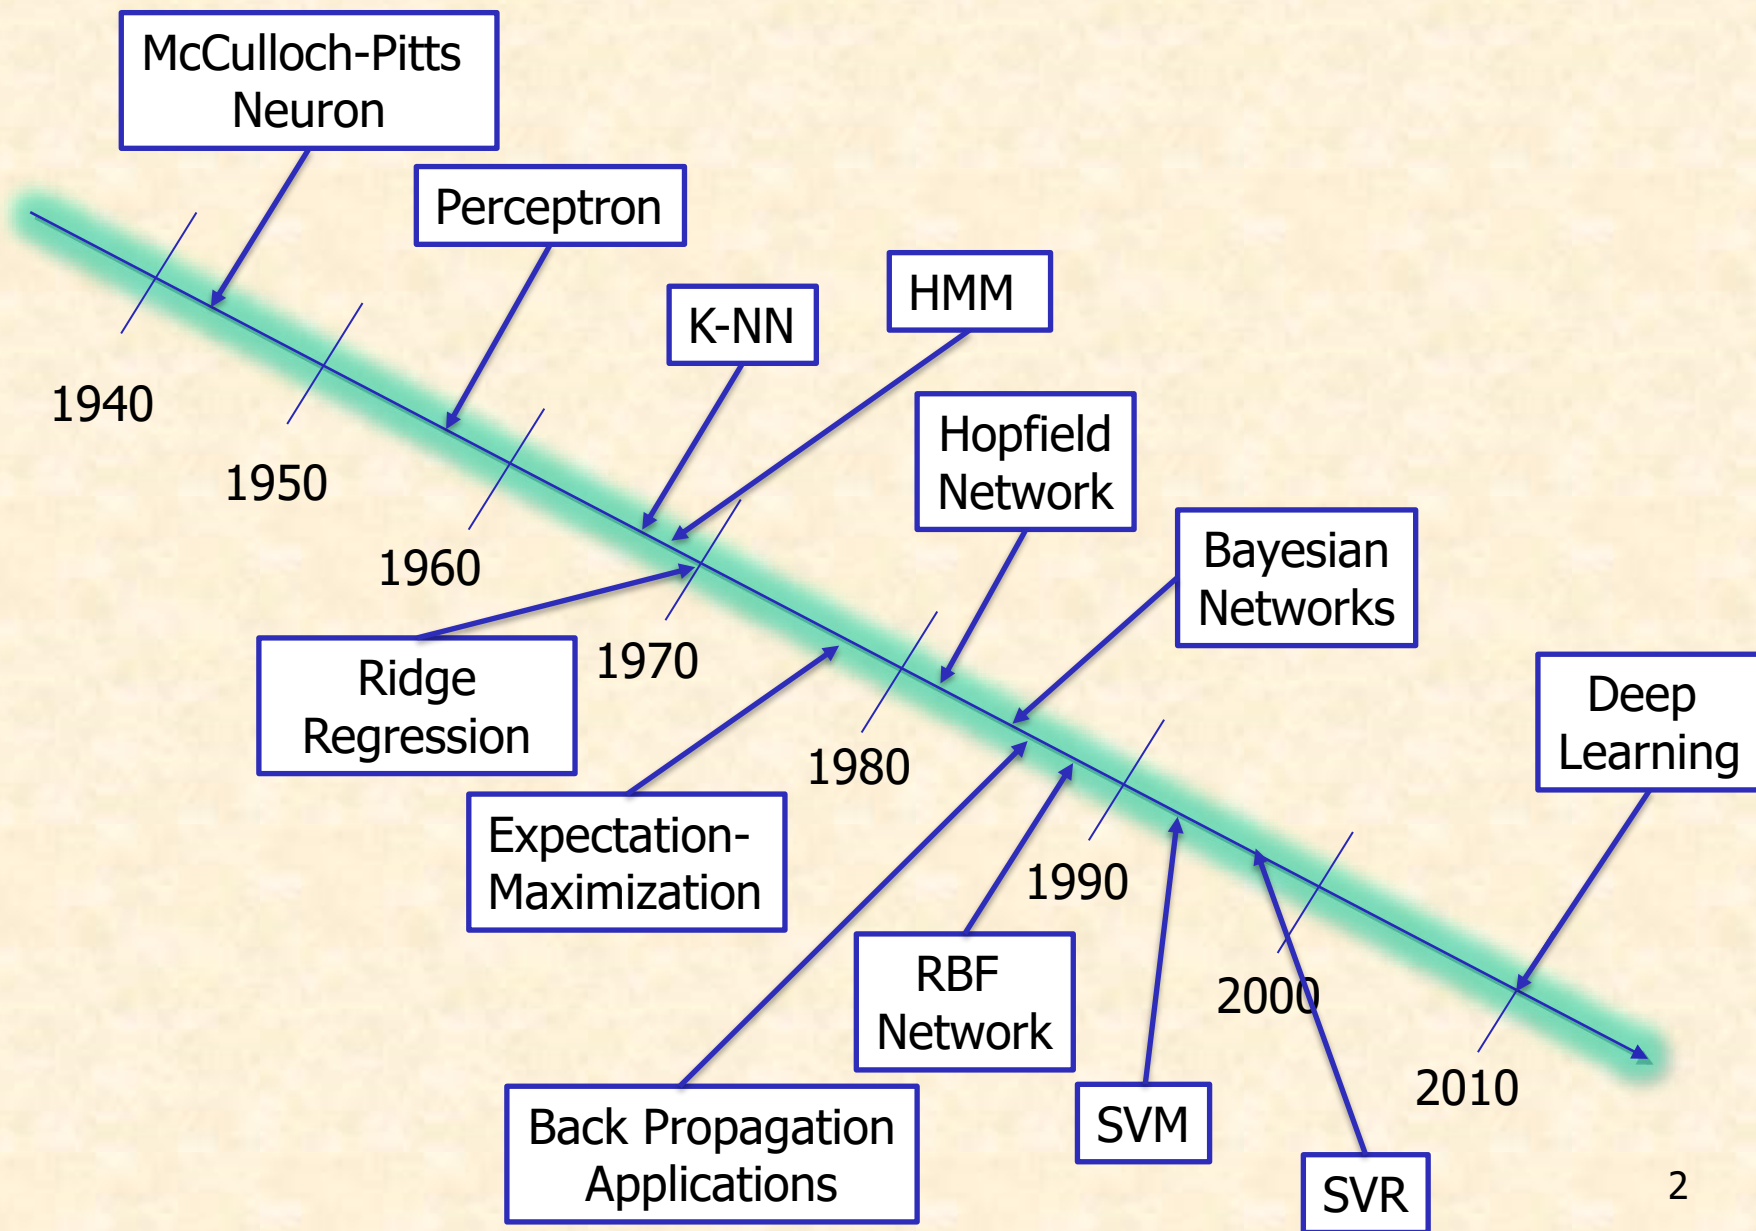 McCulloch-Pitts
Neuron
Perceptron
K-NN
HMM
1940
1950
1960
Hopfield
Network
Bayesian
Networks
Ridge
Regression
1970
1980
Deep
Learning
Expectation-
Maximization
1990
RBF
Network
2000
2010
Back Propagation
Applications
SVM
SVR
2